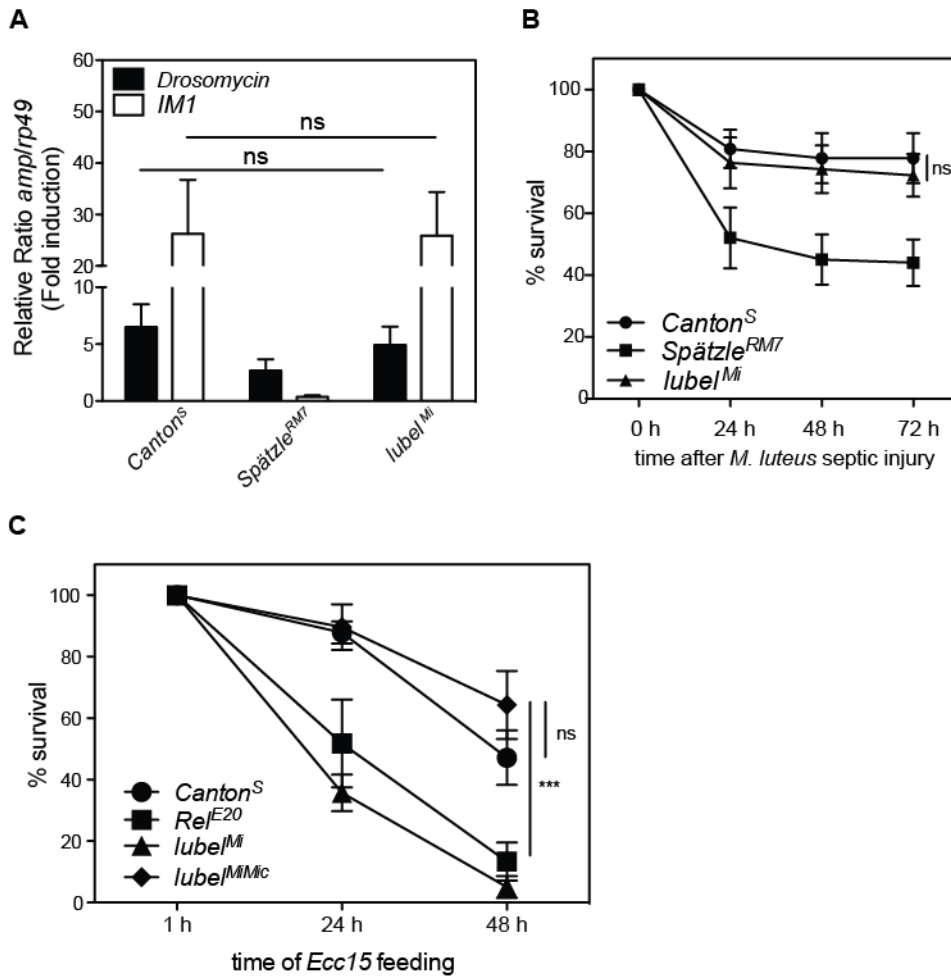 A
Relative Ratio amp/rp49
(Fold induction)
60
50
40
30
20
10
5
0
Drosomycin
IM1
ns
ns
Canton^S
Spätzle^RM7
lubel^Mi
B
% survival
100
80
60
40
20
0
Canton^S
Spätzle^RM7
lubel^Mi
ns
0 h 24 h 48 h 72 h
time after M. luteus septic injury
C
% survival
100
80
60
40
20
0
Canton^S
Rel^E20
lubel^Mi
lubel^MiMic
ns
***
1 h 24 h 48 h
time of Ecc15 feeding